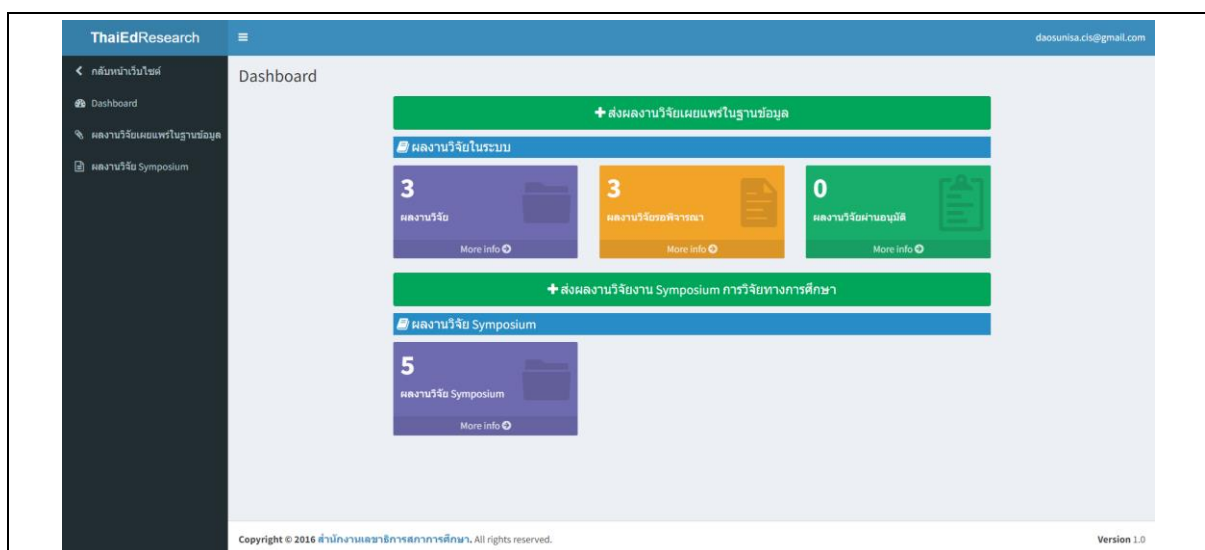 ThaiEdResearch
daosunisa.cis@gmail.com
กลับหน้าเว็บไซต์
Dashboard
ผลงานวิจัยเผยแพร่ในฐานข้อมูล
ผลงานวิจัย Symposium
Dashboard
ส่งผลงานวิจัยเผยแพร่ในฐานข้อมูล
ผลงานวิจัยในระบบ
3
ผลงานวิจัย
More info
3
ผลงานวิจัยรอพิจารณา
More info
0
ผลงานวิจัยผ่านอนุมัติ
More info
ส่งผลงานวิจัยงาน Symposium การวิจัยทางการศึกษา
ผลงานวิจัย Symposium
5
ผลงานวิจัย Symposium
More info
Copyright © 2016 สำนักงานเลขาธิการสภาการศึกษา. All rights reserved.
Version 1.0